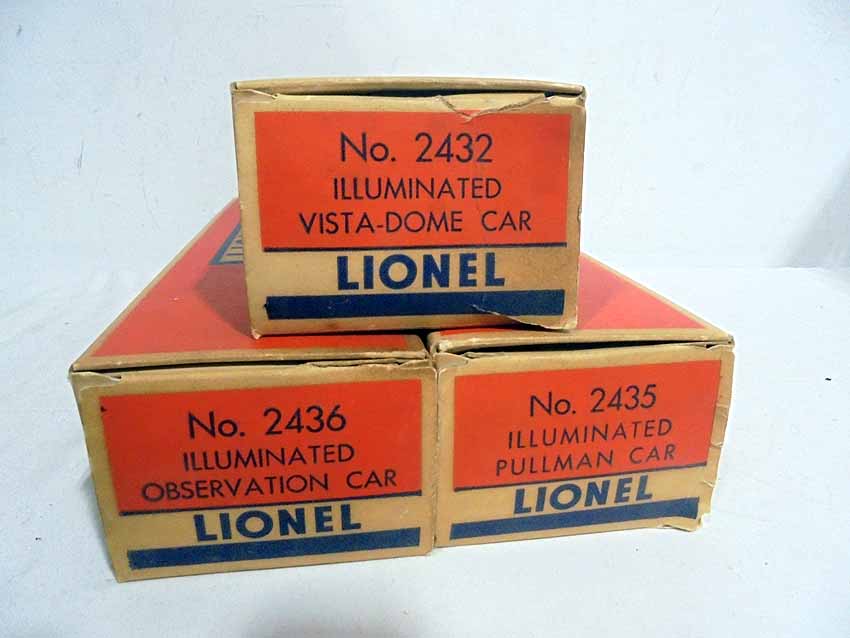 No. 2432
ILLUMINATED
VISTA-DOME CAR
LIONEL
No. 2436
ILLUMINATED
OBSERVATION CAR
LIONEL
No. 2435
ILLUMINATED
PULLMAN CAR
LIONEL